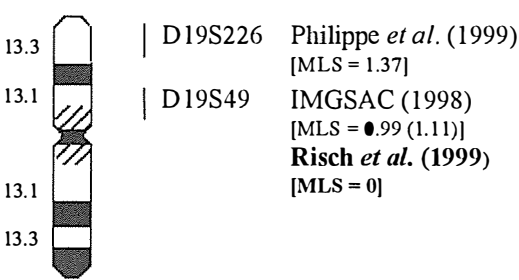 13.3
D19S226 Philippe et al. (1999)
[MLS = 1.37]
13.1
D19S49 IMGSAC (1998)
[MLS = ●.99 (1.11)]
Risch et al. (1999)
[MLS = 0]
13.1
13.3